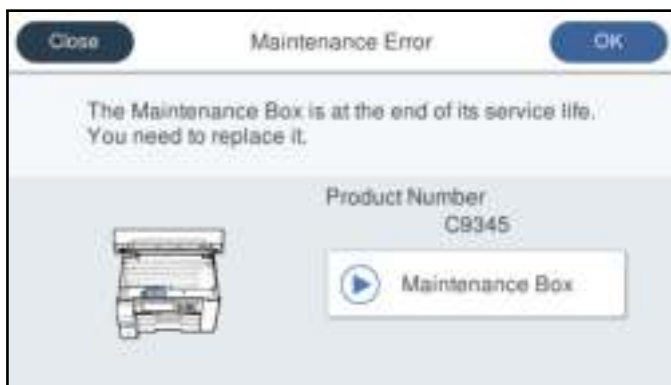 Close
Maintenance Error
OK
The Maintenance Box is at the end of its service life.
You need to replace it.
Product Number
C9345
Maintenance Box